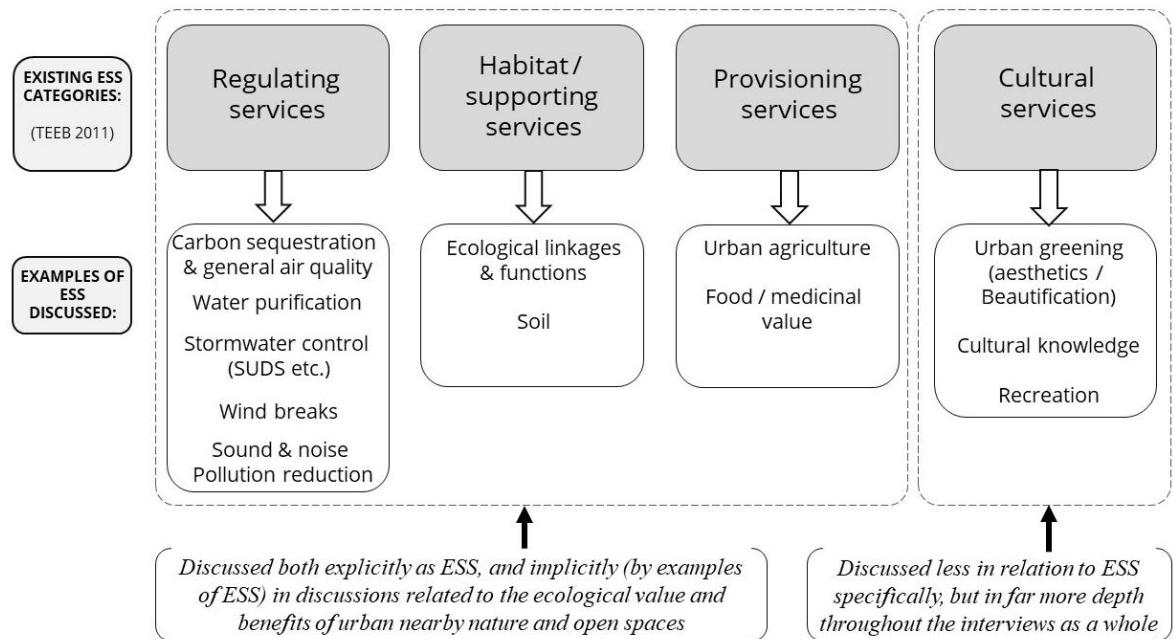 EXISTING ESS
CATEGORIES:
(TEEB 2011)
Regulating
services
Habitat /
supporting
services
Provisioning
services
Cultural
services
EXAMPLES OF
ESS
DISCUSSED:
Carbon sequestration
& general air quality
Water purification
Stormwater control
(SUDS etc.)
Wind breaks
Sound & noise
Pollution reduction
Ecological linkages
& functions
Soil
Urban agriculture
Food / medicinal
value
Urban greening
(aesthetics /
Beautification)
Cultural knowledge
Recreation
Discussed both explicitly as ESS, and implicitly (by examples
of ESS) in discussions related to the ecological value and
benefits of urban nearby nature and open spaces
Discussed less in relation to ESS
specifically, but in far more depth
throughout the interviews as a whole